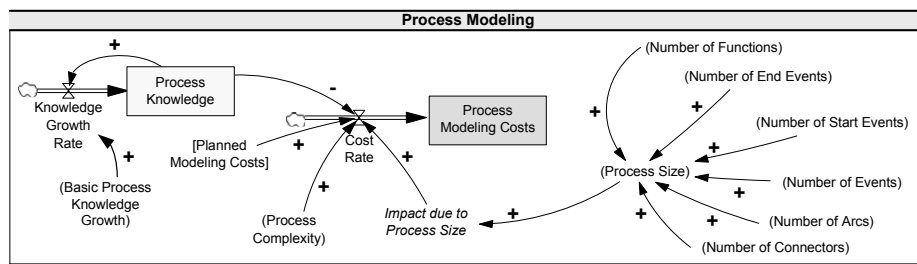 Process Modeling
+
Process
Knowledge
Knowledge
Growth
Rate
+
(Basic Process
Knowledge
Growth)
-
[Planned
Modeling Costs]
+
Cost
Rate
Process
Modeling Costs
+
(Process
Complexity)
+
Impact due to
Process Size
+
(Process Size)
(Number of Functions)
+
(Number of End Events)
+
(Number of Start Events)
+
(Number of Events)
+
(Number of Arcs)
+
(Number of Connectors)
+